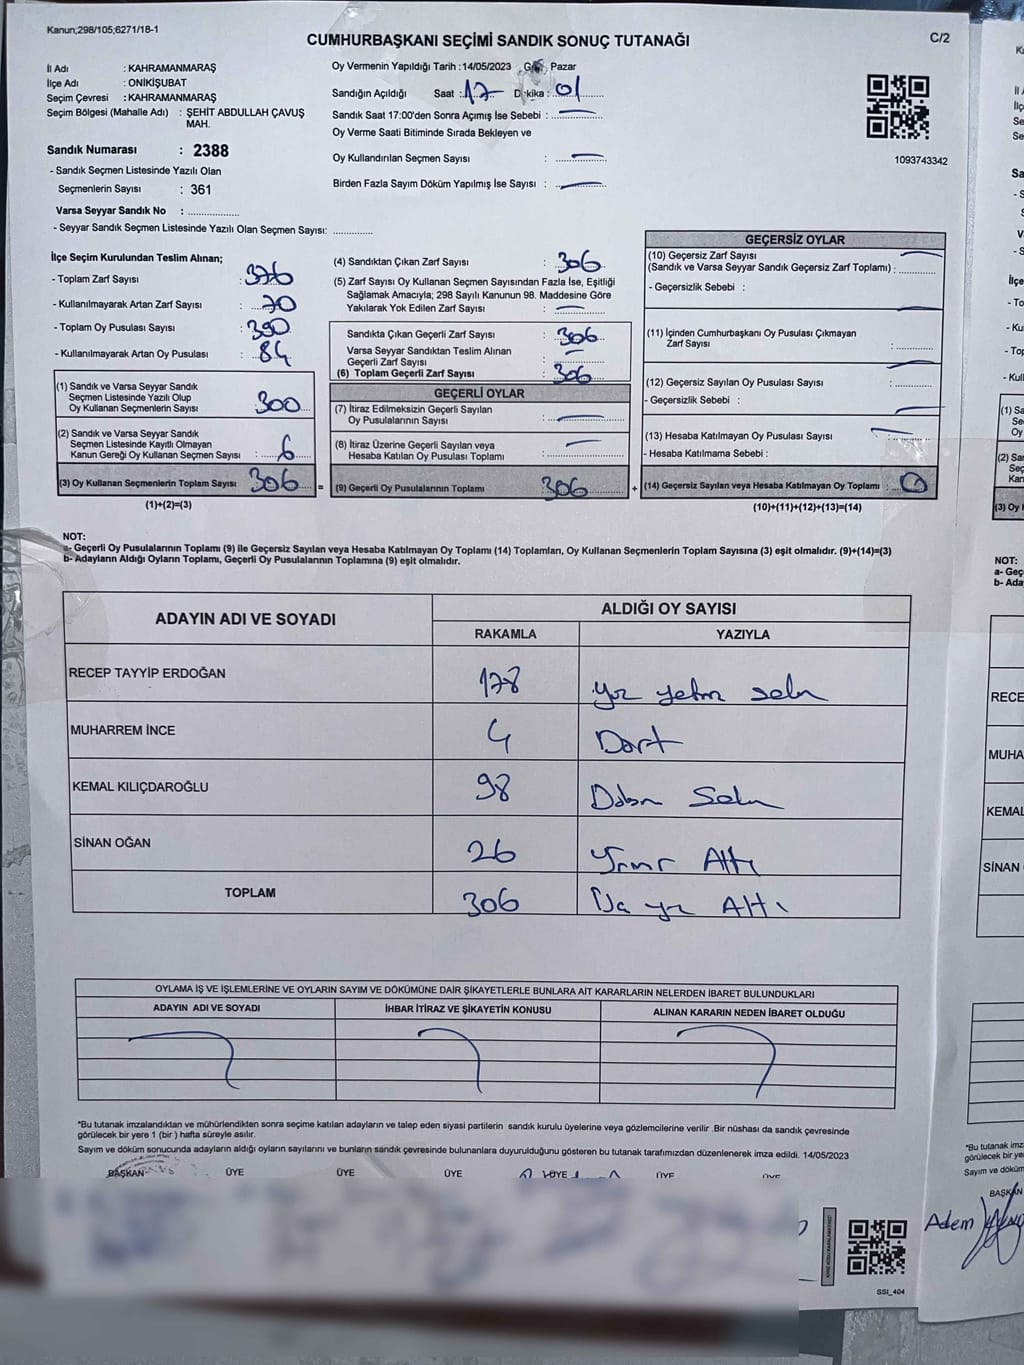 Kanun;298/105;6271/18-1
C/2
CUMHURBAŞKANI SEÇİMİ SANDIK SONUÇ TUTANAĞI
İl Adı : KAHRAMANMARAŞ
İlçe Adı : ONİKİŞUBAT
Seçim Çevresi : KAHRAMANMARAŞ
Seçim Bölgesi (Mahalle Adı) : ŞEHİT ABDULLAH ÇAVUŞ
MAH.
Sandık Numarası : 2388
- Sandık Seçmen Listesinde Yazılı Olan
Seçmenlerin Sayısı : 361
Varsa Seyyar Sandık No : ....................
- Seyyar Sandık Seçmen Listesinde Yazılı Olan Seçmen Sayısı: ............
Oy Vermenin Yapıldığı Tarih : 14/05/2023 Pazar
Sandığın Açıldığı Saat : 17 Dakika : 01
Sandık Saat 17:00'den Sonra Açımış İse Sebebi :
Oy Verme Saati Bitiminde Sırada Bekleyen ve
Oy Kullandırılan Seçmen Sayısı :
Birden Fazla Sayım Döküm Yapılmış İse Sayısı :
1093743342
İlçe Seçim Kurulundan Teslim Alınan;
- Toplam Zarf Sayısı : 376
- Kullanılmayarak Artan Zarf Sayısı : 70
- Toplam Oy Pusulası Sayısı : 390
- Kullanılmayarak Artan Oy Pusulası : 84
(1) Sandık ve Varsa Seyyar Sandık
Seçmen Listesinde Yazılı Olup
Oy Kullanan Seçmenlerin Sayısı 300
(2) Sandık ve Varsa Seyyar Sandık
Seçmen Listesinde Kayıtlı Olmayan
Kanun Gereği Oy Kullanan Seçmen Sayısı : 6
(3) Oy Kullanan Seçmenlerin Toplam Sayısı 306
(1)+(2)=(3)
(4) Sandıktan Çıkan Zarf Sayısı : 306
(5) Zarf Sayısı Oy Kullanan Seçmen Sayısından Fazla İse, Eşitliği
Sağlamak Amacıyla; 298 Sayılı Kanunun 98. Maddesine Göre
Yakılarak Yok Edilen Zarf Sayısı :
Sandıkta Çıkan Geçerli Zarf Sayısı : 306
Varsa Seyyar Sandıktan Teslim Alınan
Geçerli Zarf Sayısı :
(6) Toplam Geçerli Zarf Sayısı : 306
GEÇERLİ OYLAR
(7) İtiraz Edilmeksizin Geçerli Sayılan
Oy Pusulalarının Sayısı :
(8) İtiraz Üzerine Geçerli Sayılan veya
Hesaba Katılan Oy Pusulası Toplamı :
= (9) Geçerli Oy Pusulalarının Toplamı 306
GEÇERSİZ OYLAR
(10) Geçersiz Zarf Sayısı
(Sandık ve Varsa Seyyar Sandık Geçersiz Zarf Toplamı) :
- Geçersizlik Sebebi :
(11) İçinden Cumhurbaşkanı Oy Pusulası Çıkmayan
Zarf Sayısı :
(12) Geçersiz Sayılan Oy Pusulası Sayısı :
- Geçersizlik Sebebi :
(13) Hesaba Katılmayan Oy Pusulası Sayısı :
- Hesaba Katılmama Sebebi :
+ (14) Geçersiz Sayılan veya Hesaba Katılmayan Oy Toplamı : 0
(10)+(11)+(12)+(13)=(14)
NOT:
a- Geçerli Oy Pusulalarının Toplamı (9) ile Geçersiz Sayılan veya Hesaba Katılmayan Oy Toplamı (14) Toplamları, Oy Kullanan Seçmenlerin Toplam Sayısına (3) eşit olmalıdır. (9)+(14)=(3)
b- Adayların Aldığı Oyların Toplamı, Geçerli Oy Pusulalarının Toplamına (9) eşit olmalıdır.
ADAYIN ADI VE SOYADI ALDIĞI OY SAYISI
RAKAMLA YAZIYLA
RECEP TAYYİP ERDOĞAN 178 yüz yetmiş sekiz
MUHARREM İNCE 4 Dört
KEMAL KILIÇDAROĞLU 98 Doksan Sekiz
SİNAN OĞAN 26 Yirmi Altı
TOPLAM 306 Üç yüz Altı
OYLAMA İŞ VE İŞLEMLERİNE VE OYLARIN SAYIM VE DÖKÜMÜNE DAİR ŞİKAYETLERLE BUNLARA AİT KARARLARIN NELERDEN İBARET BULUNDUKLARI
ADAYIN ADI VE SOYADI İHBAR İTİRAZ VE ŞİKAYETİN KONUSU ALINAN KARARIN NEDEN İBARET OLDUĞU
*Bu tutanak imzalandıktan ve mühürlendikten sonra seçime katılan adayların ve talep eden siyasi partilerin sandık kurulu üyelerine veya gözlemcilerine verilir .Bir nüshası da sandık çevresinde
görülecek bir yere 1 (bir ) hafta süreyle asılır.
Sayım ve döküm sonucunda adayların aldığı oyların sayılarını ve bunların sandık çevresinde bulunanlara duyurulduğunu gösteren bu tutanak tarafımızdan düzenlenerek imza edildi. 14/05/2023
BAŞKAN ÜYE ÜYE ÜYE ÜYE ÜYE ÜYE
SSI_404
NOT:
a- Geç
b- Ada
RECE
MUHA
KEMAL
SİNAN
*Bu tutanak imza
görülecek bir ye
Sayım ve döküm
BAŞKAN
Adem